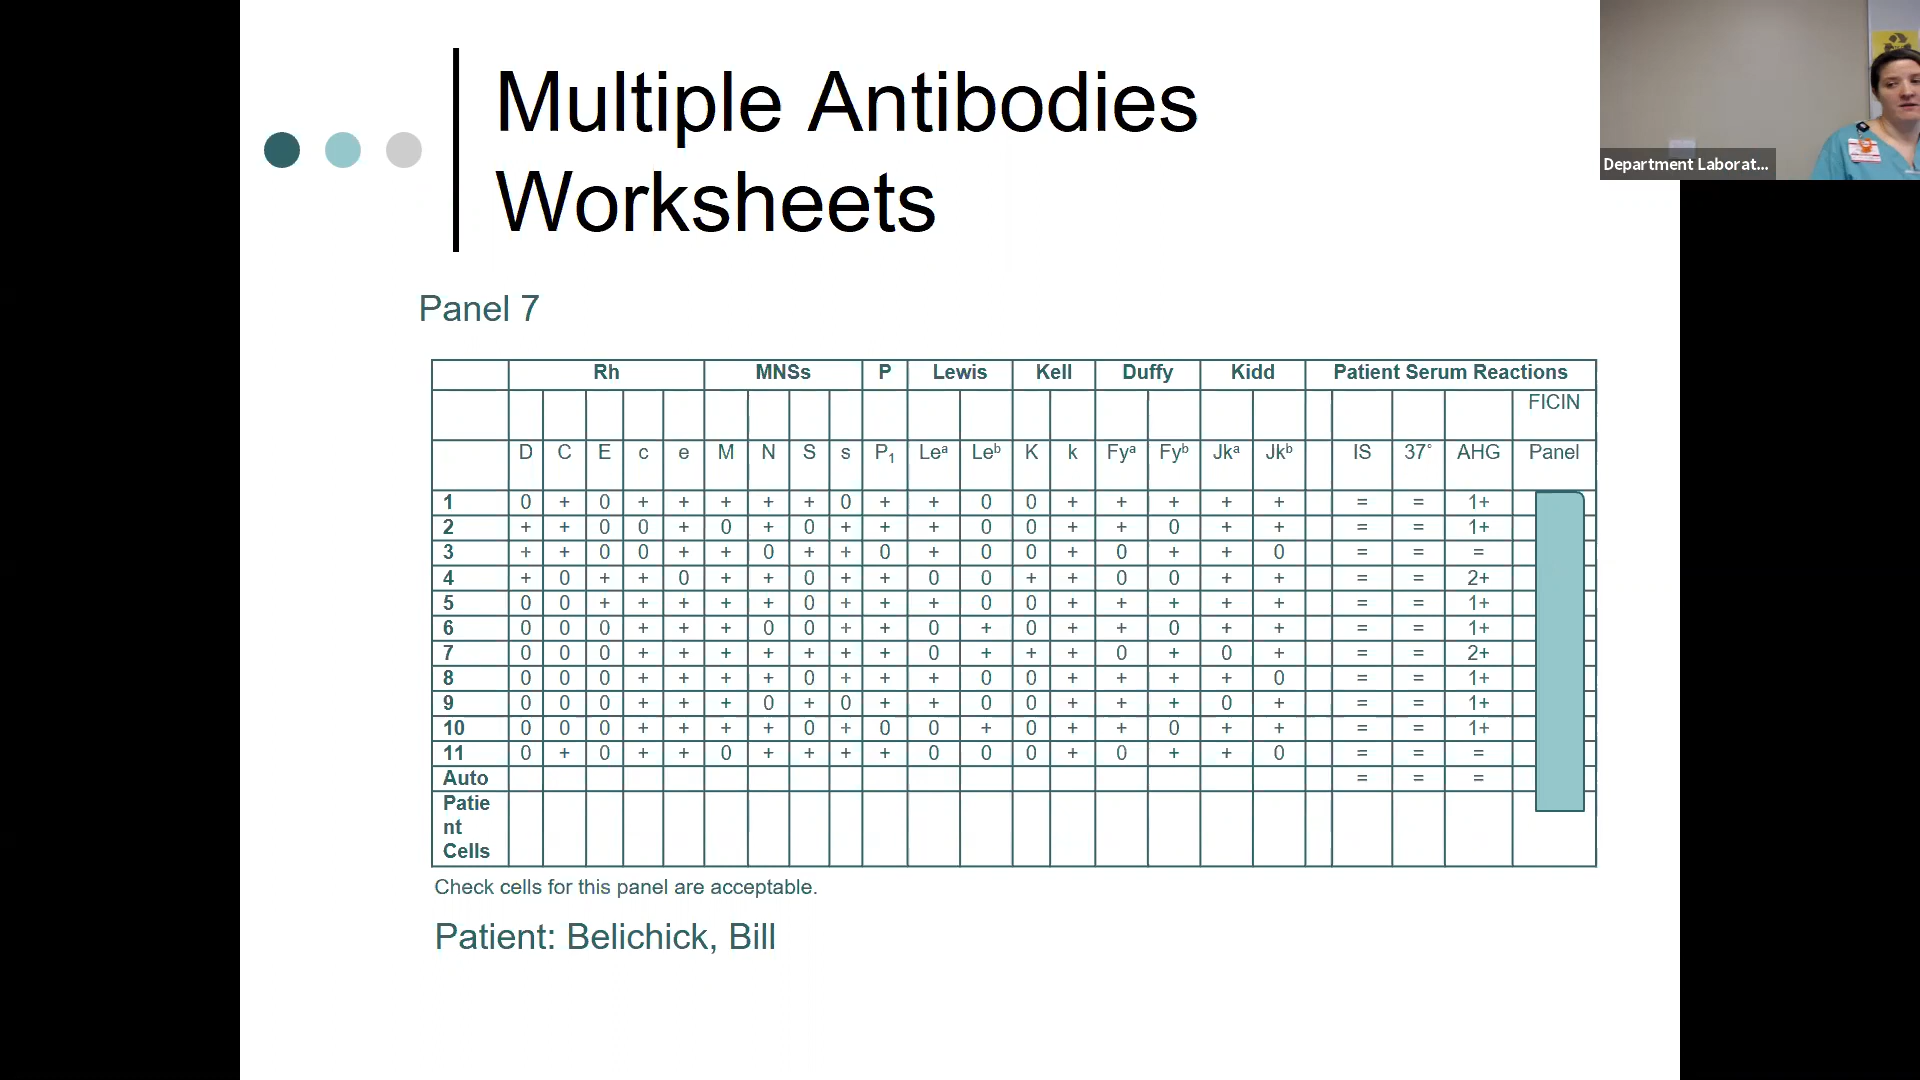 Multiple Antibodies
Worksheets
Department Laborat...
Panel 7
Rh MNSs P Lewis Kell Duffy Kidd Patient Serum Reactions
FICIN
D C E c e M N S s P₁ Leᵃ Leᵇ K k Fyᵃ Fyᵇ Jkᵃ Jkᵇ IS 37° AHG Panel
1 0 + 0 + + + + + 0 + + 0 0 + + + + + = = 1+
2 + + 0 0 + 0 + 0 + + + 0 0 + + 0 + + = = 1+
3 + + 0 0 + + 0 + + 0 + 0 0 + 0 + + 0 = = =
4 + 0 + + 0 + + 0 + + 0 0 + + 0 0 + + = = 2+
5 0 0 + + + + + 0 + + + 0 0 + + + + + = = 1+
6 0 0 0 + + + 0 0 + + 0 + 0 + + 0 + + = = 1+
7 0 0 0 + + + + + + + 0 + + + 0 + 0 + = = 2+
8 0 0 0 + + + + 0 + + + 0 0 + + + + 0 = = 1+
9 0 0 0 + + + 0 + 0 + + 0 0 + + + 0 + = = 1+
10 0 0 0 + + + + 0 + 0 0 + 0 + + 0 + + = = 1+
11 0 + 0 + + 0 + + + + 0 0 0 + 0 + + 0 = = =
Auto = = =
Patie
nt
Cells
Check cells for this panel are acceptable.
Patient: Belichick, Bill